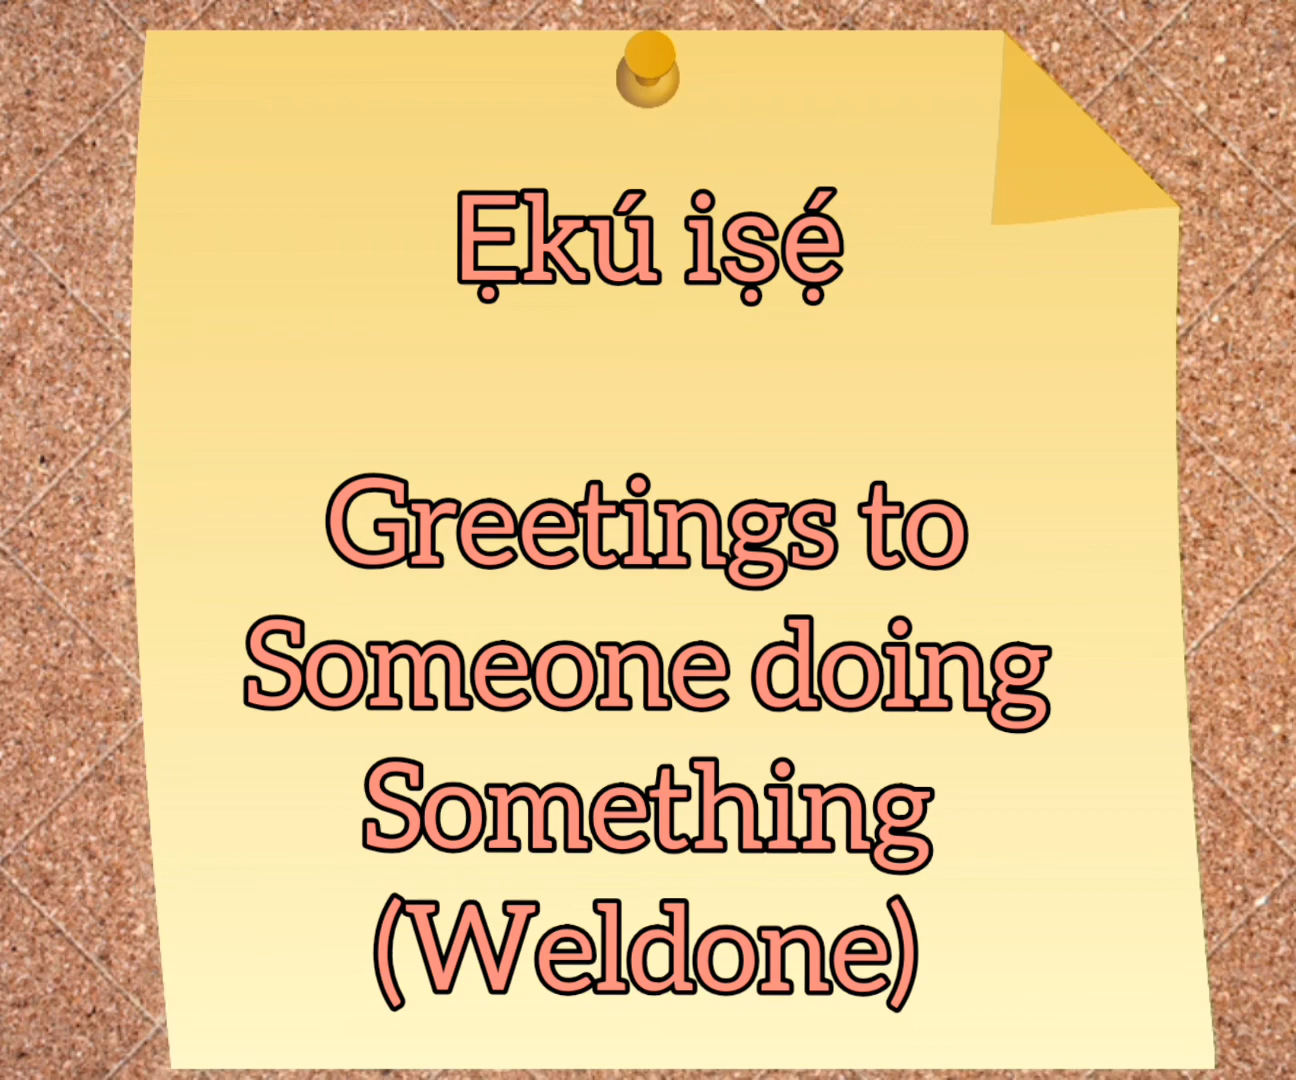 Ẹkú iṣẹ́
Greetings to
Someone doing
Something
(Weldone)